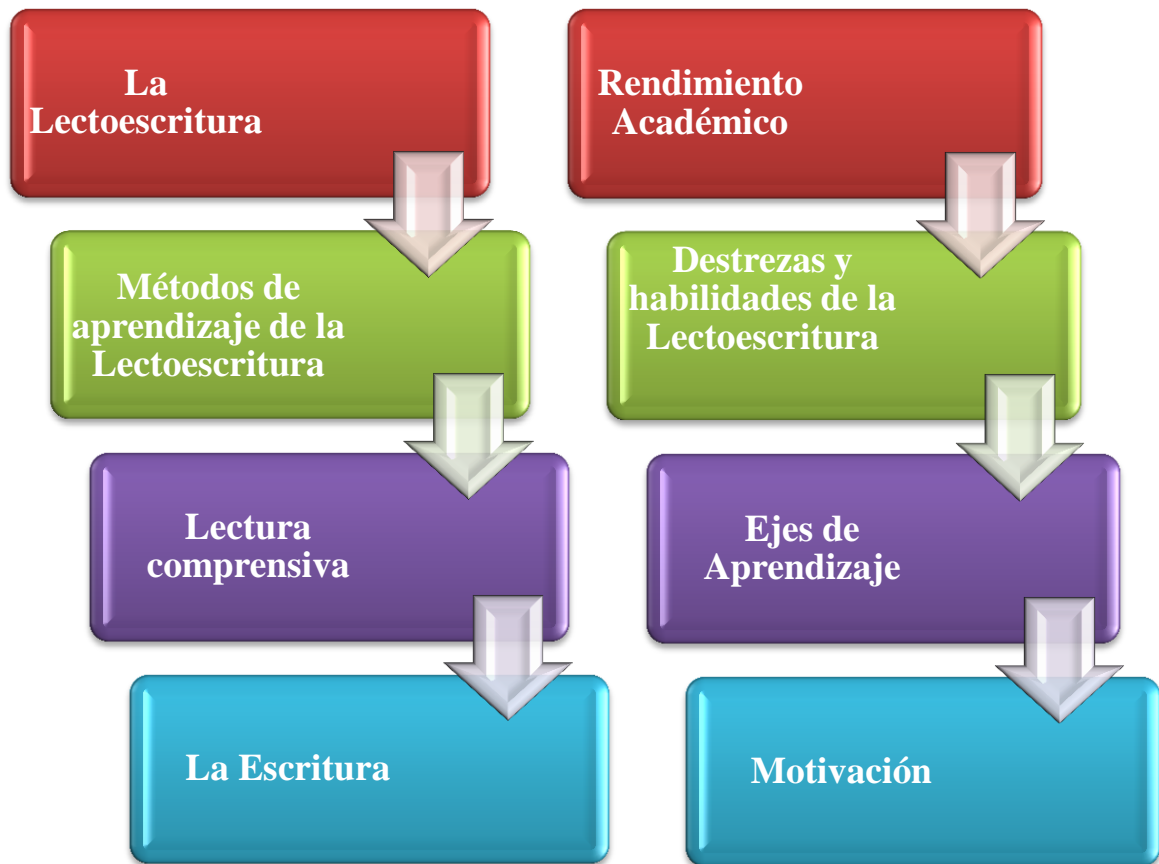 La
Lectoescritura
Métodos de
aprendizaje de la
Lectoescritura
Lectura
comprensiva
La Escritura
Rendimiento
Académico
Destrezas y
habilidades de la
Lectoescritura
Ejes de
Aprendizaje
Motivación